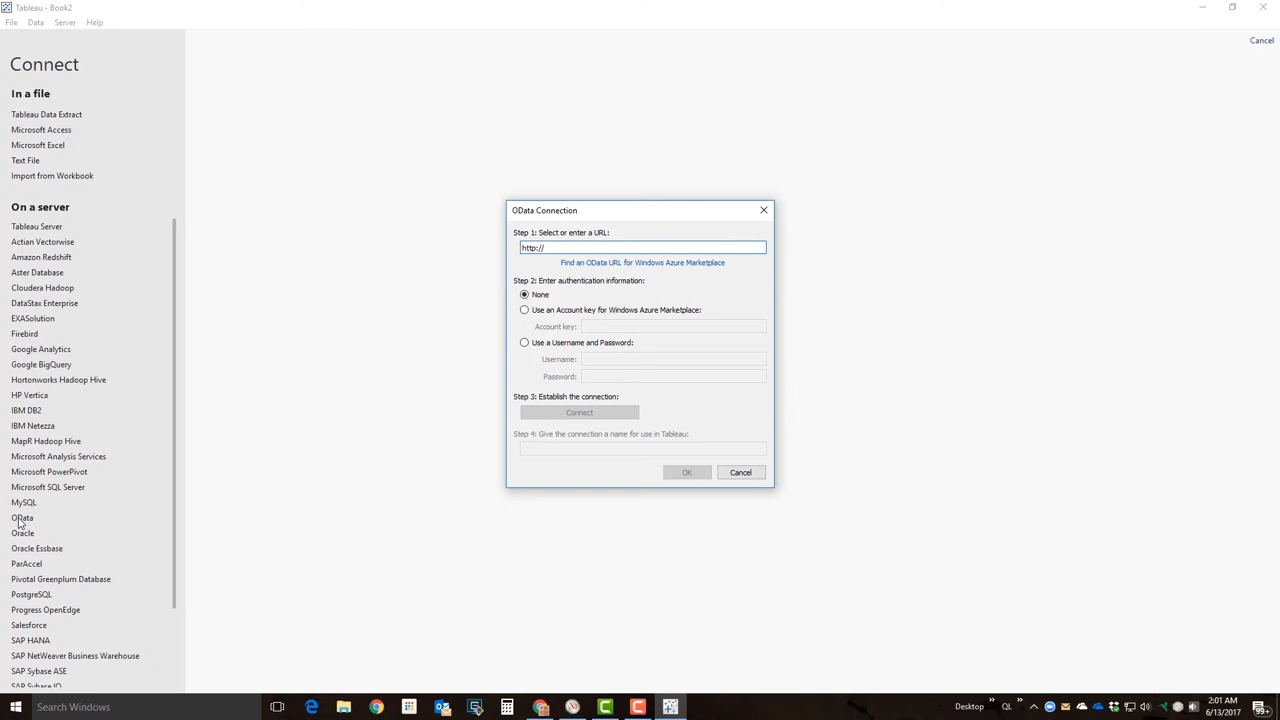 Tableau - Book2
File Data Server Help
Cancel
Connect
In a file
Tableau Data Extract
Microsoft Access
Microsoft Excel
Text File
Import from Workbook
On a server
Tableau Server
Actian Vectorwise
Amazon Redshift
Aster Database
Cloudera Hadoop
DataStax Enterprise
EXASolution
Firebird
Google Analytics
Google BigQuery
Hortonworks Hadoop Hive
HP Vertica
IBM DB2
IBM Netezza
MapR Hadoop Hive
Microsoft Analysis Services
Microsoft PowerPivot
Microsoft SQL Server
MySQL
OData
Oracle
Oracle Essbase
ParAccel
Pivotal Greenplum Database
PostgreSQL
Progress OpenEdge
Salesforce
SAP HANA
SAP NetWeaver Business Warehouse
SAP Sybase ASE
SAP Sybase IQ
OData Connection
Step 1: Select or enter a URL:
http://
Find an OData URL for Windows Azure Marketplace
Step 2: Enter authentication information:
None
Use an Account key for Windows Azure Marketplace:
Account key:
Use a Username and Password:
Username:
Password:
Step 3: Establish the connection:
Connect
Step 4: Give the connection a name for use in Tableau:
OK Cancel
Search Windows
Desktop » QL »
2:01 AM
6/13/2017
99+